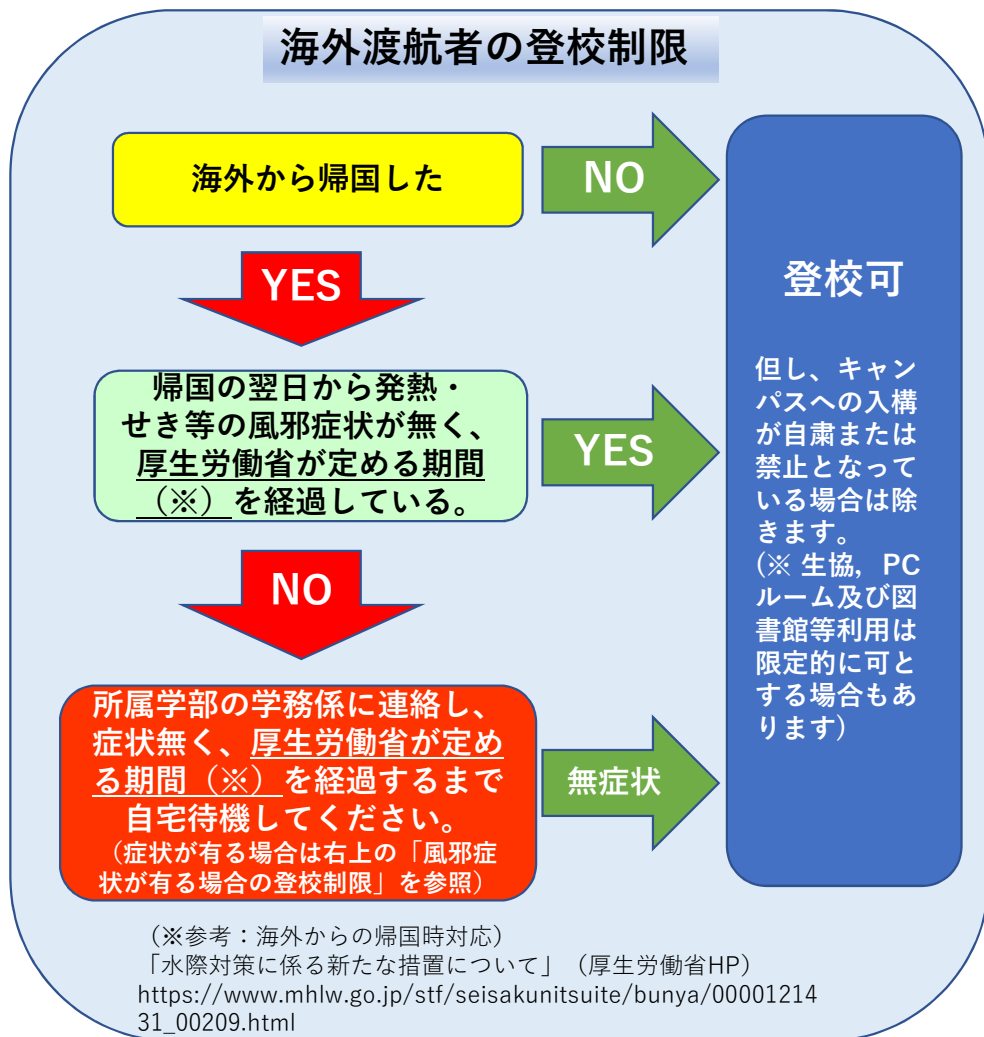 海外渡航者の登校制限
海外から帰国した
NO
YES
帰国の翌日から発熱・
せき等の風邪症状が無く、
厚生労働省が定める期間
（※）を経過している。
YES
NO
所属学部の学務係に連絡し、
症状無く、厚生労働省が定め
る期間（※）を経過するまで
自宅待機してください。
（症状が有る場合は右上の「風邪症
状が有る場合の登校制限」を参照）
無症状
登校可
但し、キャン
パスへの入構
が自粛または
禁止となって
いる場合は除
きます。
(※ 生協，PC
ルーム及び図
書館等利用は
限定的に可と
する場合もあ
ります)
（※参考：海外からの帰国時対応）
「水際対策に係る新たな措置について」（厚生労働省HP）
https://www.mhlw.go.jp/stf/seisakunitsuite/bunya/00001214
31_00209.html